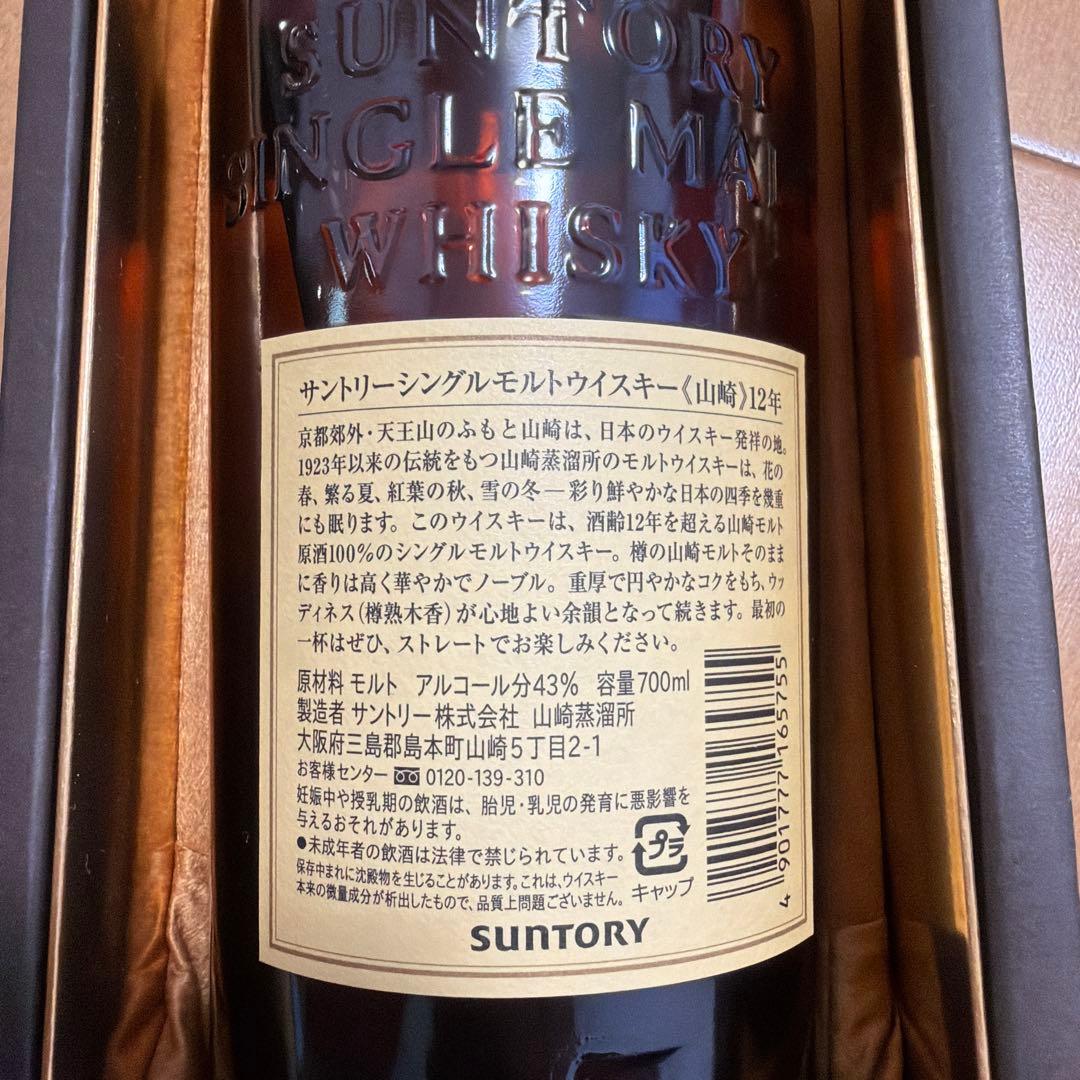 SUNTORY
SINGLE MAL
WHISKY
サントリーシングルモルトウイスキー《山崎》12年
京都郊外・天王山のふもと山崎は、日本のウイスキー発祥の地。
1923年以来の伝統をもつ山崎蒸溜所のモルトウイスキーは、花の
春、繁る夏、紅葉の秋、雪の冬―彩り鮮やかな日本の四季を幾重
にも眠ります。このウイスキーは、酒齢12年を超える山崎モルト
原酒100%のシングルモルトウイスキー。樽の山崎モルトそのまま
に香りは高く華やかでノーブル。重厚で円やかなコクをもち、ウッ
ディネス(樽熟木香)が心地よい余韻となって続きます。最初の
一杯はぜひ、ストレートでお楽しみください。
原材料 モルト アルコール分43% 容量700ml
製造者 サントリー株式会社 山崎蒸溜所
大阪府三島郡島本町山崎5丁目2-1
お客様センター 0120-139-310
妊娠中や授乳期の飲酒は、胎児・乳児の発育に悪影響を
与えるおそれがあります。
●未成年者の飲酒は法律で禁じられています。
保存中まれに沈殿物を生じることがあります。これは、ウイスキー
本来の微量成分が析出したもので、品質上問題ございません。
プラ
キャップ
4 901777 165755
SUNTORY